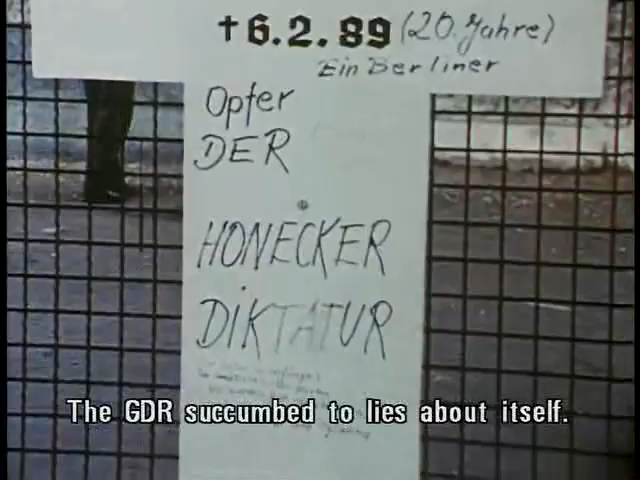 †6.2.89 (20 Jahre)
Ein Berliner
Opfer
DER
HONECKER
DIKTATUR
The GDR succumbed to lies about itself.